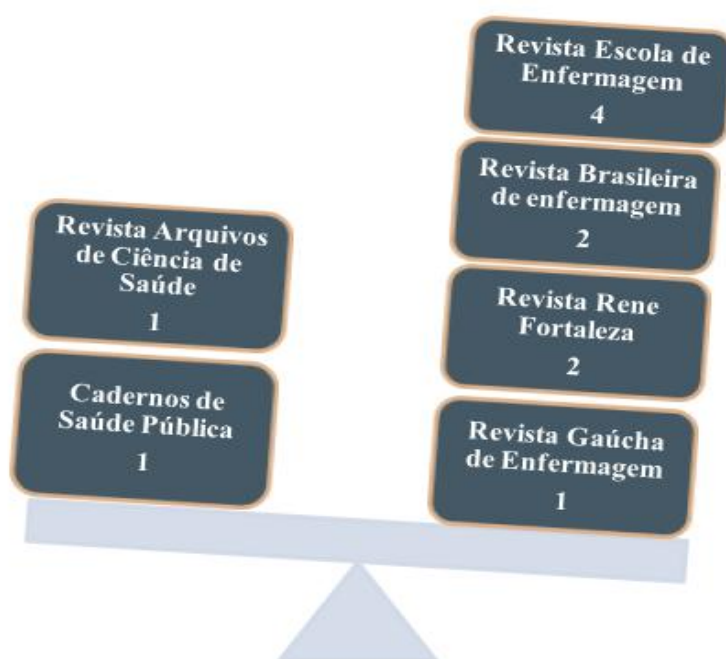 Revista Arquivos
de Ciência de
Saúde
1
Cadernos de
Saúde Pública
1
Revista Escola de
Enfermagem
4
Revista Brasileira
de enfermagem
2
Revista Rene
Fortaleza
2
Revista Gaúcha
de Enfermagem
1